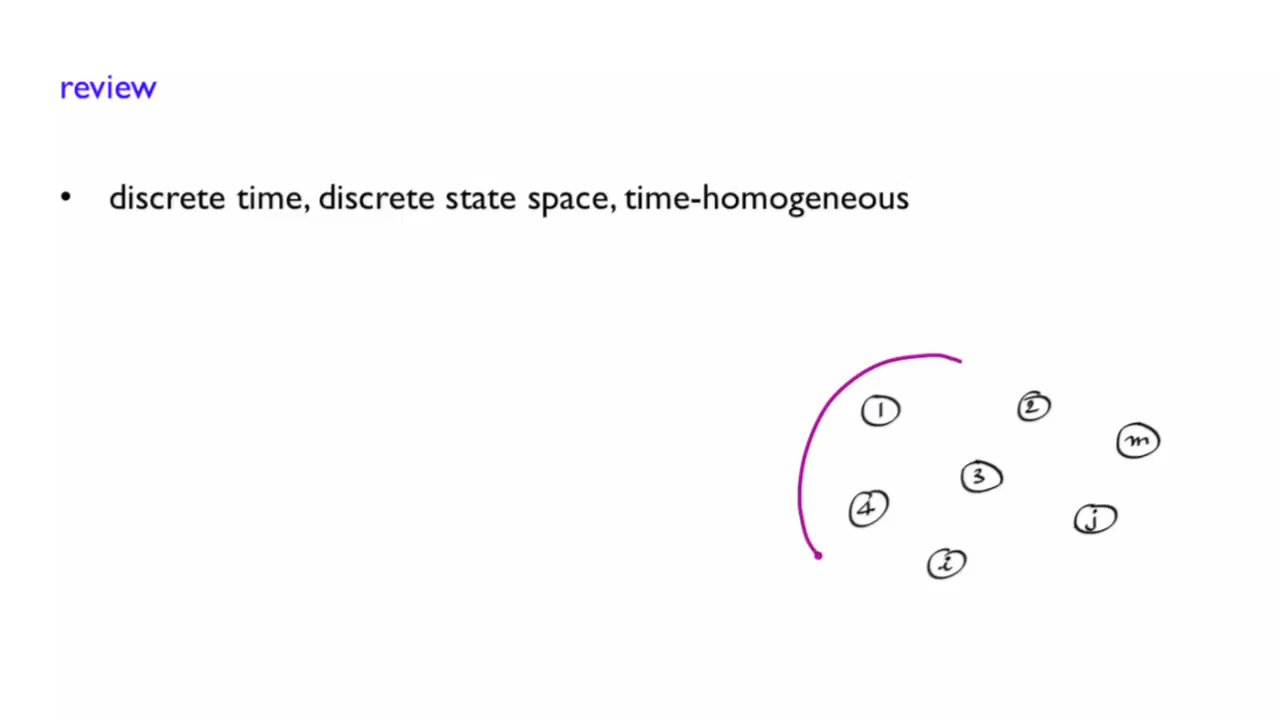 review
• discrete time, discrete state space, time-homogeneous
1 2
m
3
4 j
i